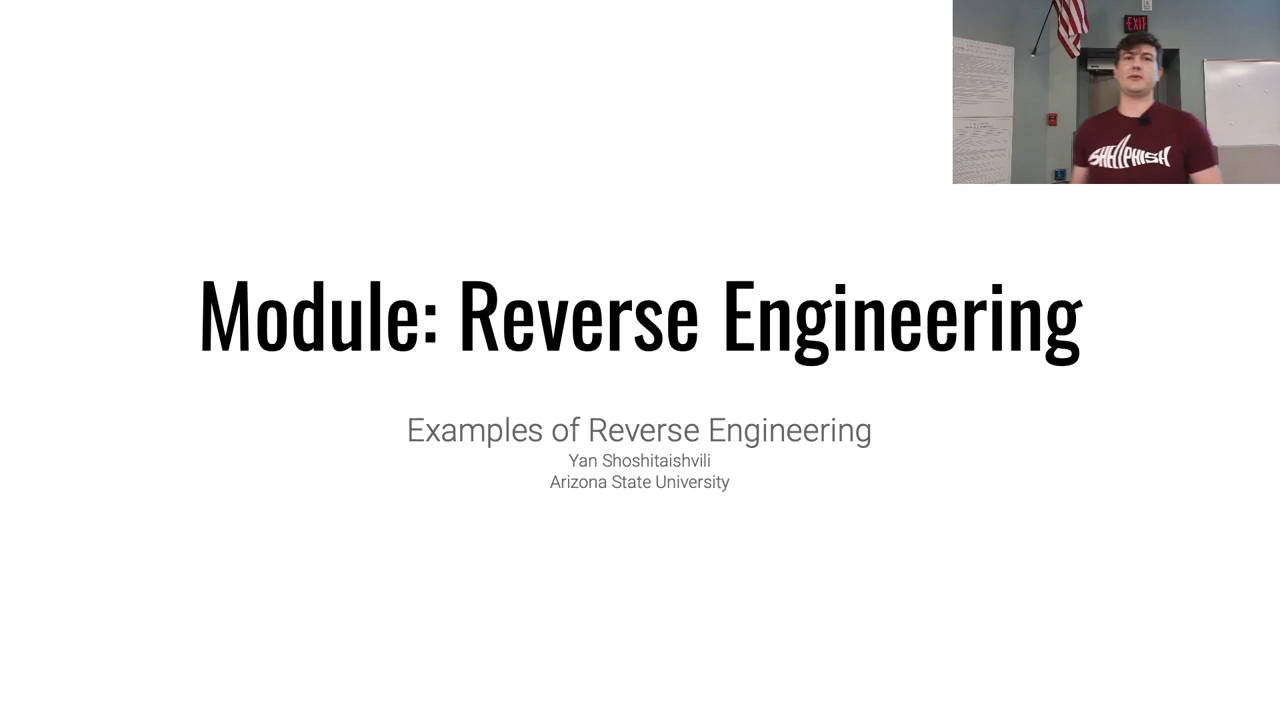 EXIT
SHELLPHISH
Module: Reverse Engineering
Examples of Reverse Engineering
Yan Shoshitaishvili
Arizona State University